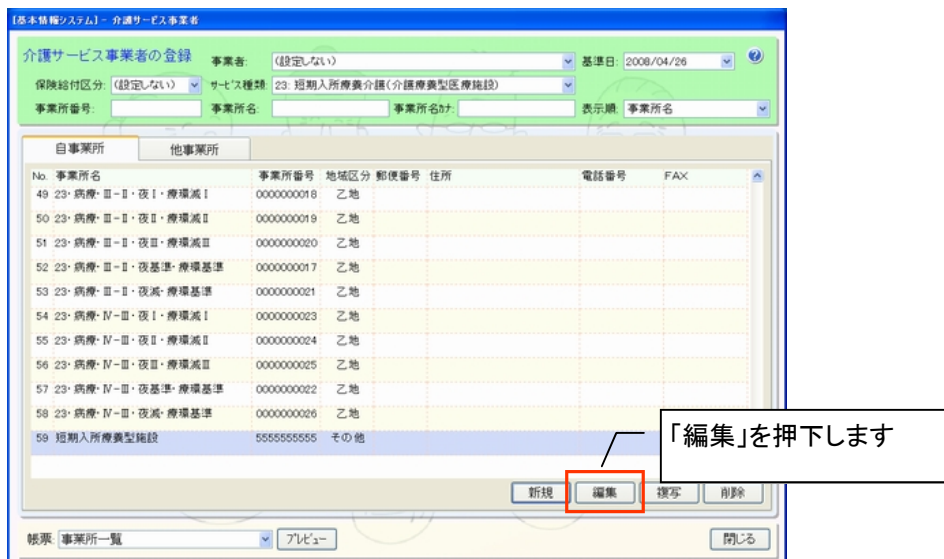 【基本情報システム】 - 介護サービス事業者
介護サービス事業者の登録 事業者: (設定しない) 基準日: 2008/04/26
保険給付区分: (設定しない) サービス種類: 23: 短期入所療養介護(介護療養型医療施設)
事業所番号: 事業所名: 事業所名カナ: 表示順: 事業所名
自事業所 他事業所
No. 事業所名 事業所番号 地域区分 郵便番号 住所 電話番号 FAX
49 23・病療・Ⅲ-Ⅱ・夜Ⅰ・療環減Ⅰ 0000000018 乙地
50 23・病療・Ⅲ-Ⅱ・夜Ⅱ・療環減Ⅱ 0000000019 乙地
51 23・病療・Ⅲ-Ⅱ・夜Ⅲ・療環減Ⅲ 0000000020 乙地
52 23・病療・Ⅲ-Ⅱ・夜基準・療環基準 0000000017 乙地
53 23・病療・Ⅲ-Ⅱ・夜減・療環基準 0000000021 乙地
54 23・病療・Ⅳ-Ⅲ・夜Ⅰ・療環減Ⅰ 0000000023 乙地
55 23・病療・Ⅳ-Ⅲ・夜Ⅱ・療環減Ⅱ 0000000024 乙地
56 23・病療・Ⅳ-Ⅲ・夜Ⅲ・療環減Ⅲ 0000000025 乙地
57 23・病療・Ⅳ-Ⅲ・夜基準・療環基準 0000000022 乙地
58 23・病療・Ⅳ-Ⅲ・夜減・療環基準 0000000026 乙地
59 短期入所療養型施設 5555555555 その他
「編集」を押下します
新規 編集 複写 削除
帳票: 事業所一覧 プレビュー 閉じる